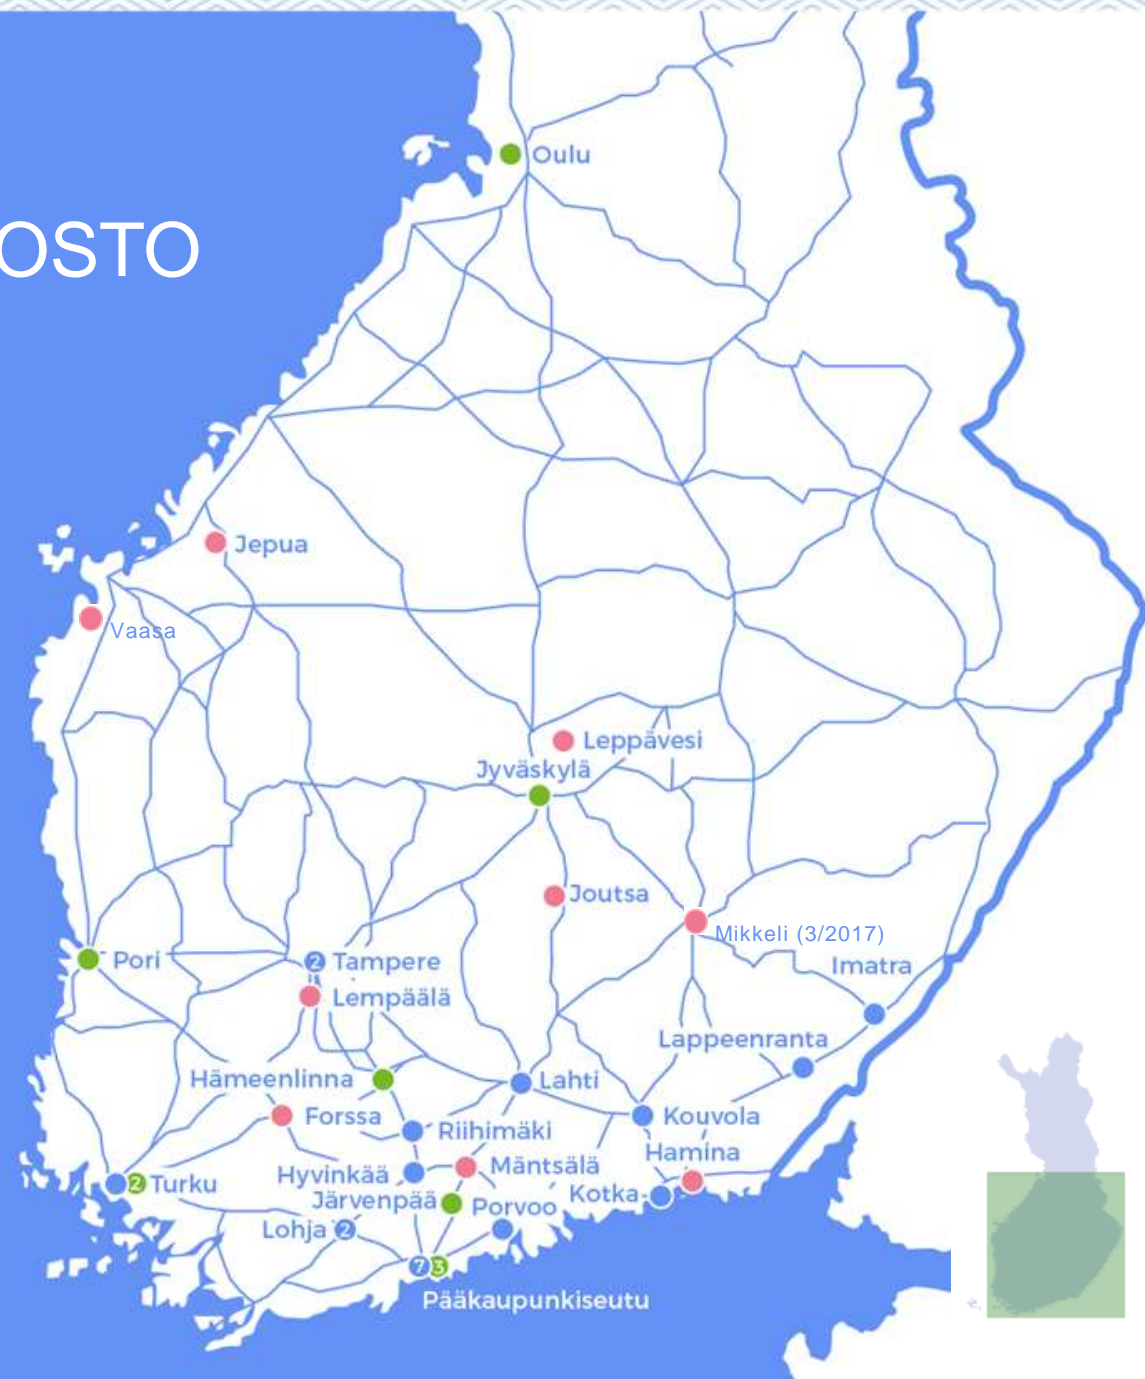 Oulu
OSTO
Jepua
Vaasa
Leppävesi
Jyväskylä
Joutsa
Mikkeli (3/2017)
Pori
2 Tampere
Imatra
Lempäälä
Lappeenranta
Hämeenlinna
Lahti
Forssa
Kouvola
Riihimäki
Hamina
Mäntsälä
Hyvinkää
2 Turku
Järvenpää
Kotka
Porvoo
Lohja 2
7 3
Pääkaupunkiseutu